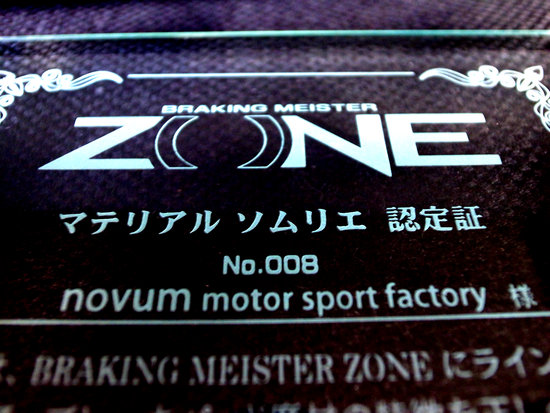 BRAKING MEISTER
ZONE
マテリアル ソムリエ 認定証
No.008
novum motor sport factory 様
、BRAKING MEISTER ZONE にライン